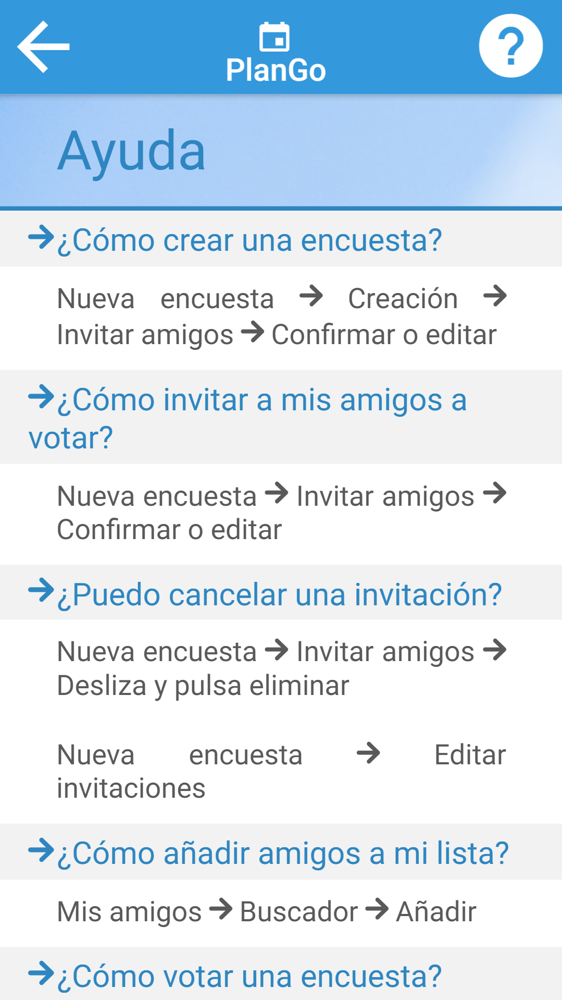 PlanGo
?
Ayuda
→¿Cómo crear una encuesta?
Nueva encuesta → Creación →
Invitar amigos → Confirmar o editar
→¿Cómo invitar a mis amigos a
votar?
Nueva encuesta → Invitar amigos →
Confirmar o editar
→¿Puedo cancelar una invitación?
Nueva encuesta → Invitar amigos →
Desliza y pulsa eliminar
Nueva encuesta → Editar
invitaciones
→¿Cómo añadir amigos a mi lista?
Mis amigos → Buscador → Añadir
→¿Cómo votar una encuesta?